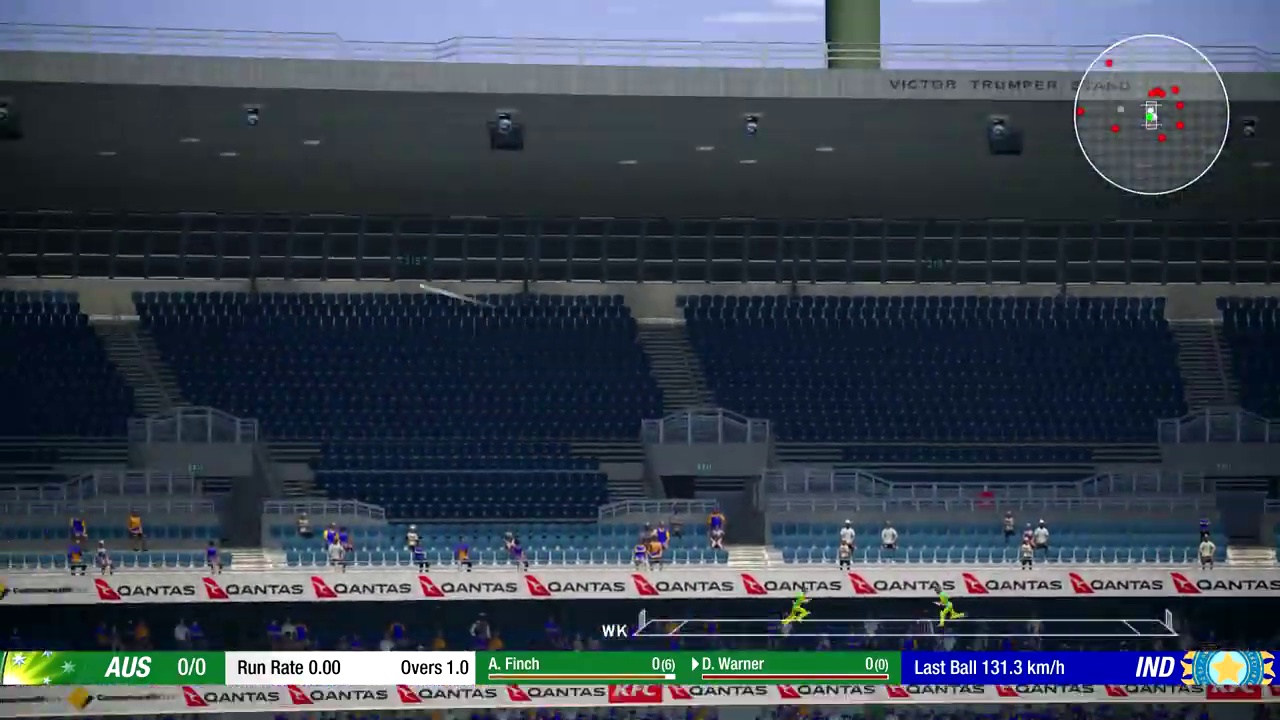 VICTOR TRUMPER STAND
QANTAS QANTAS QANTAS QANTAS QANTAS QANTAS QANTAS QANTAS QANTAS QANTAS QANTAS
WK
AUS 0/0 Run Rate 0.00 Overs 1.0 A. Finch 0(6) D. Warner 0(0) Last Ball 131.3 km/h IND
QANTAS QANTAS QANTAS QANTAS KFC QANTAS QANTAS QANTAS QANTAS QANTAS KFC